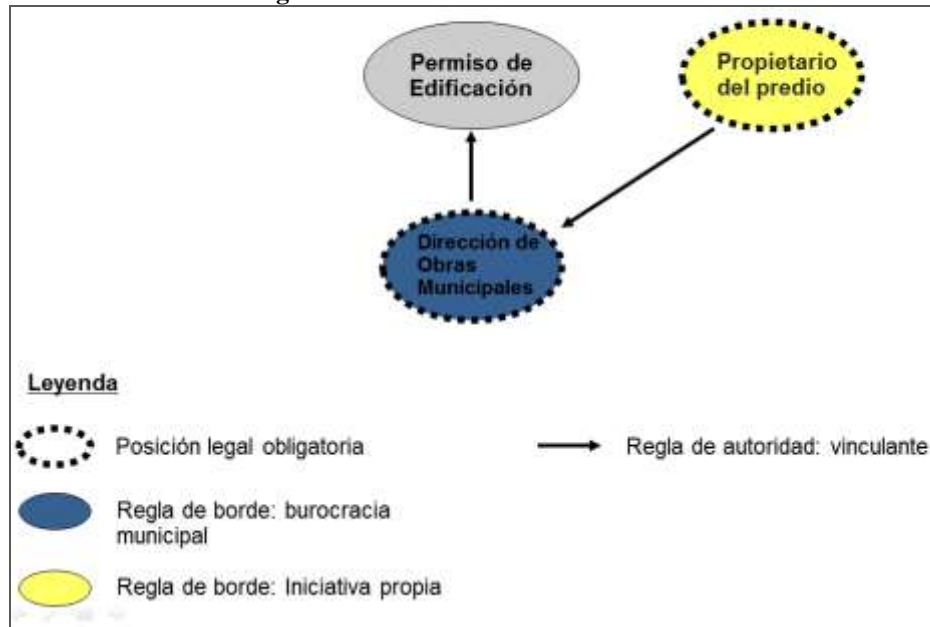 Permiso de
Edificación
Propietario
del predio
Dirección de
Obras
Municipales
Leyenda
Posición legal obligatoria
Regla de autoridad: vinculante
Regla de borde: burocracia
municipal
Regla de borde: Iniciativa propia